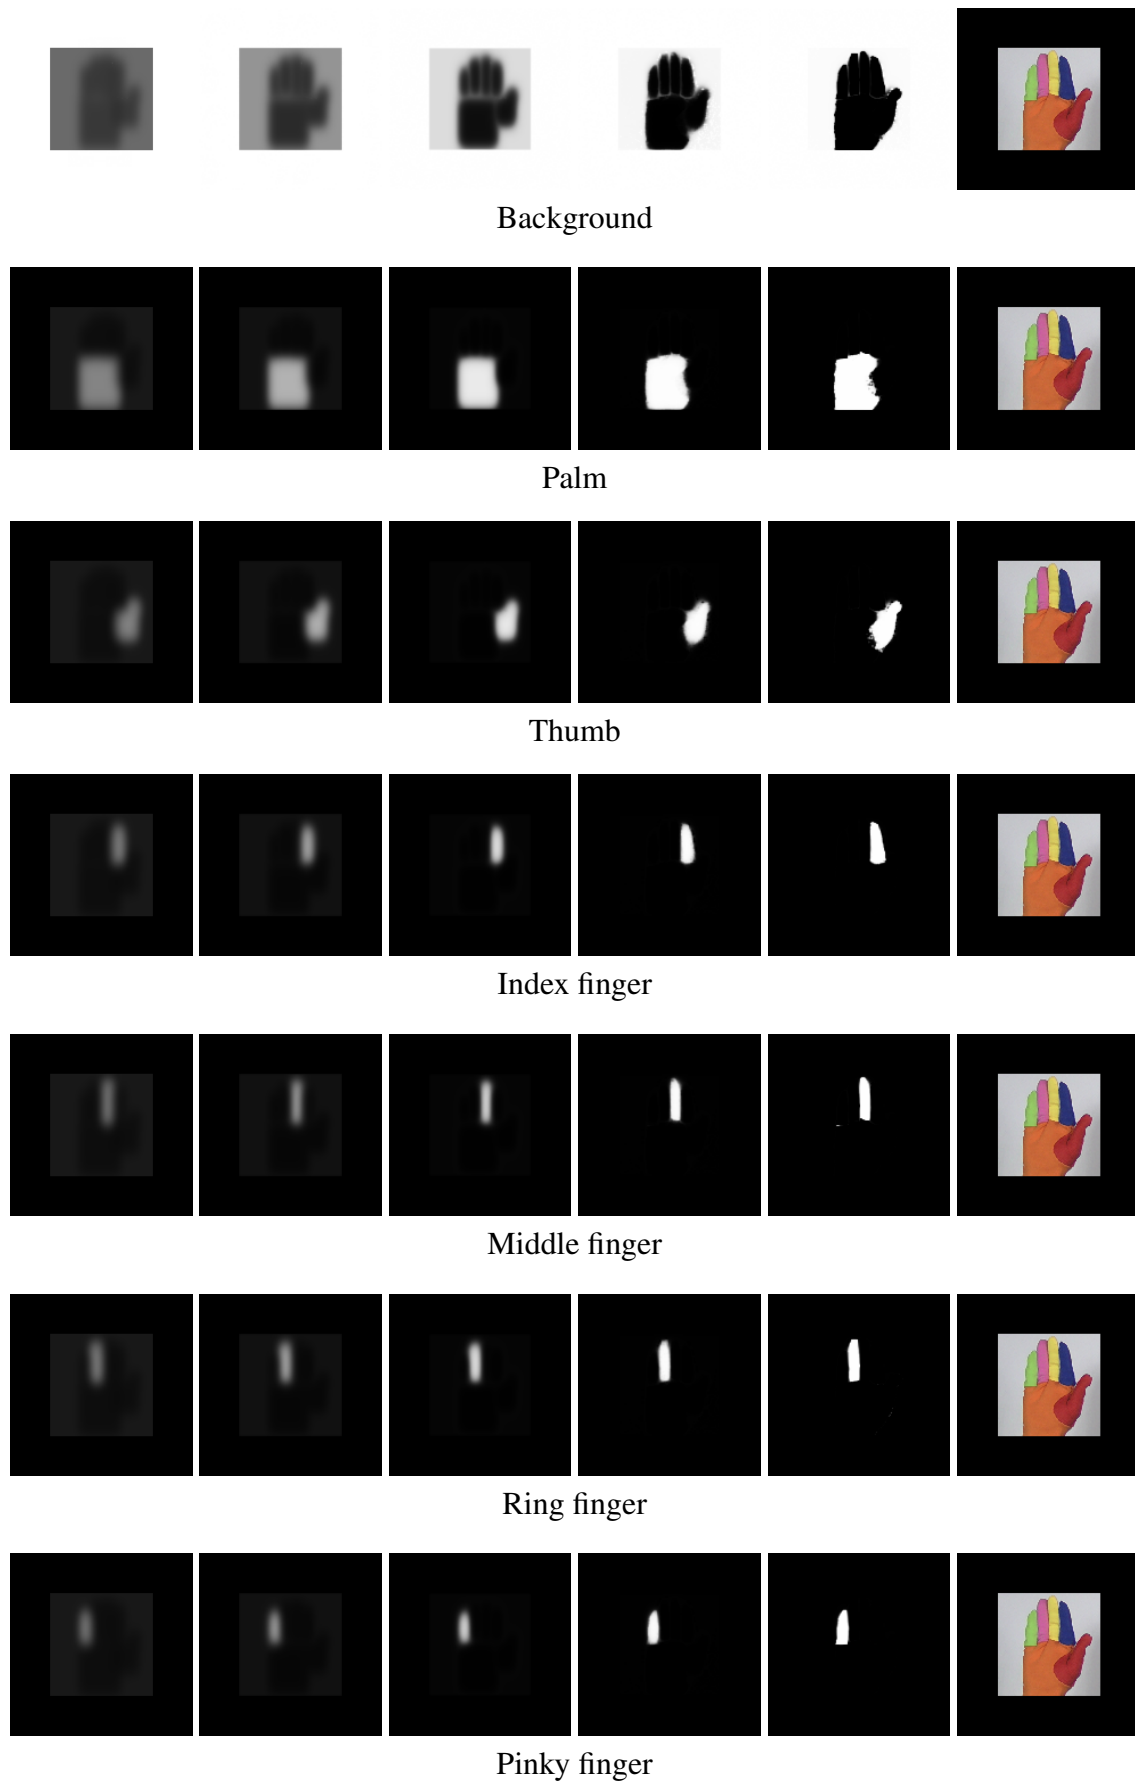 Background
Palm
Thumb
Index finger
Middle finger
Ring finger
Pinky finger